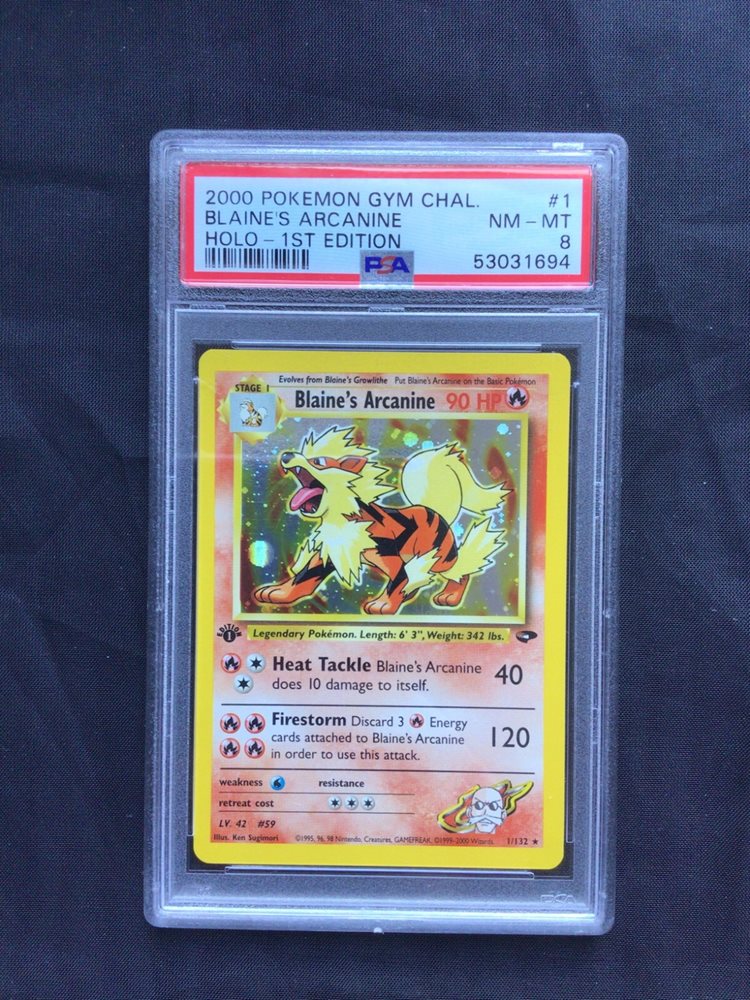 2000 POKEMON GYM CHAL. #1
BLAINE'S ARCANINE NM - MT
HOLO - 1ST EDITION 8
PSA 53031694
Evolves from Blaine's Growlithe Put Blaine's Arcanine on the Basic Pokémon
STAGE 1
Blaine's Arcanine 90 HP
EDITION
1
Legendary Pokémon. Length: 6' 3", Weight: 342 lbs.
Heat Tackle Blaine's Arcanine
does 10 damage to itself.
40
Firestorm Discard 3 Energy
cards attached to Blaine's Arcanine
in order to use this attack.
120
weakness resistance
retreat cost
LV. 42 #59
Illus. Ken Sugimori ©1995, 96, 98 Nintendo, Creatures, GAMEFREAK. ©1999-2000 Wizards. 1/132 ★